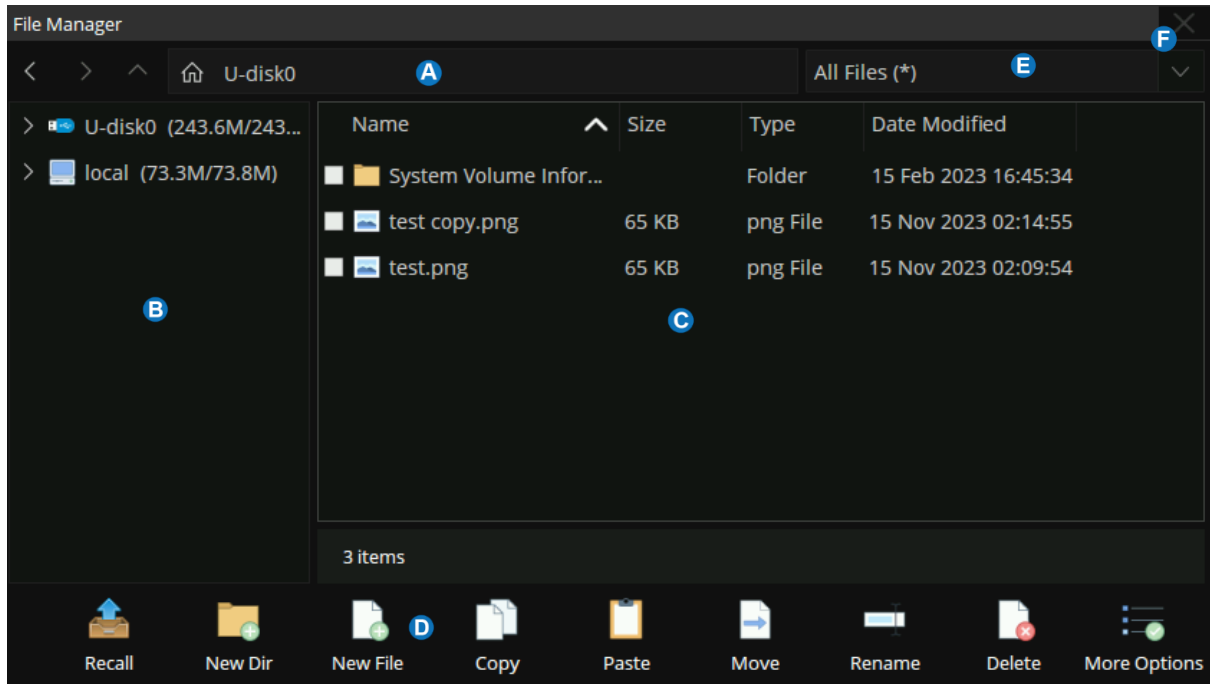 File Manager
F
U-disk0 A All Files (*) E
U-disk0 (243.6M/243... Name Size Type Date Modified
local (73.3M/73.8M) System Volume Infor... Folder 15 Feb 2023 16:45:34
test copy.png 65 KB png File 15 Nov 2023 02:14:55
test.png 65 KB png File 15 Nov 2023 02:09:54
B C
3 items
D
Recall New Dir New File Copy Paste Move Rename Delete More Options